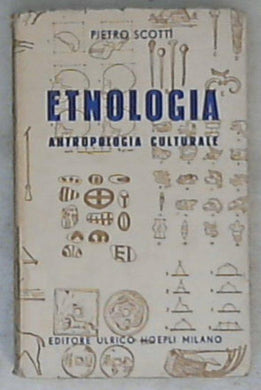 PIETRO SCOTTI
ETNOLOGIA
ANTROPOLOGIA CULTURALE
EDITORE ULRICO HOEPLI MILANO